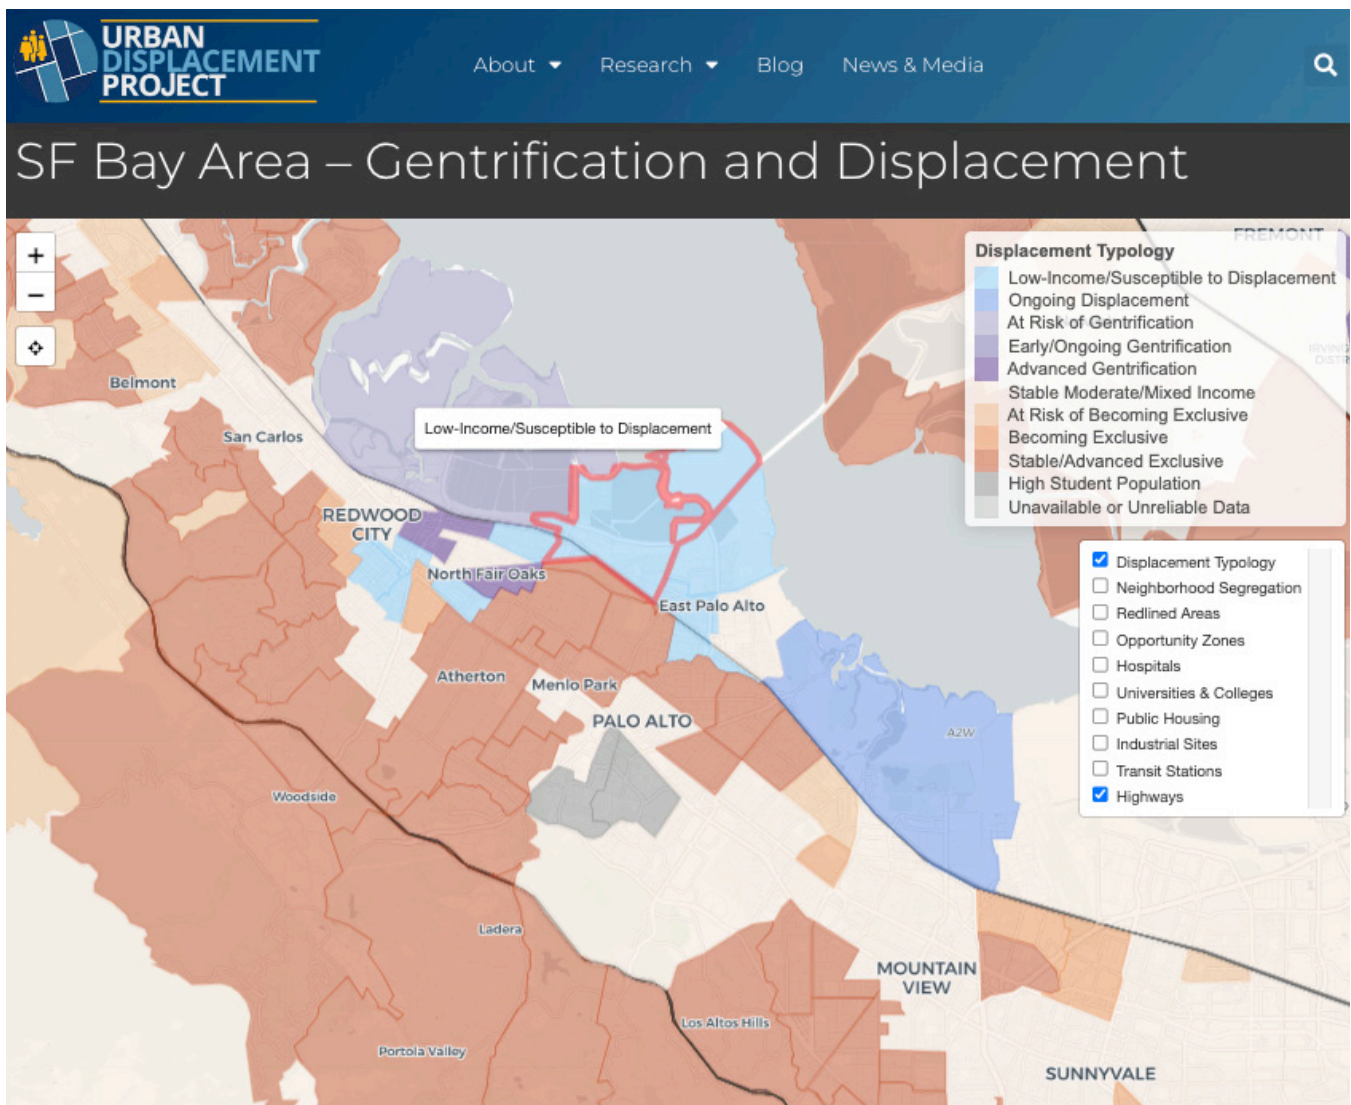 URBAN
DISPLACEMENT
PROJECT
About
Research
Blog
News & Media
SF Bay Area – Gentrification and Displacement
+
−
FREMONT
Displacement Typology
Low-Income/Susceptible to Displacement
Ongoing Displacement
At Risk of Gentrification
Early/Ongoing Gentrification
Advanced Gentrification
Stable Moderate/Mixed Income
At Risk of Becoming Exclusive
Becoming Exclusive
Stable/Advanced Exclusive
High Student Population
Unavailable or Unreliable Data
Displacement Typology
Neighborhood Segregation
Redlined Areas
Opportunity Zones
Hospitals
Universities & Colleges
Public Housing
Industrial Sites
Transit Stations
Highways
Belmont
San Carlos
Low-Income/Susceptible to Displacement
REDWOOD
CITY
North Fair Oaks
East Palo Alto
Atherton
Menlo Park
PALO ALTO
A2W
Woodside
Ladera
MOUNTAIN
VIEW
Los Altos Hills
Portola Valley
SUNNYVALE